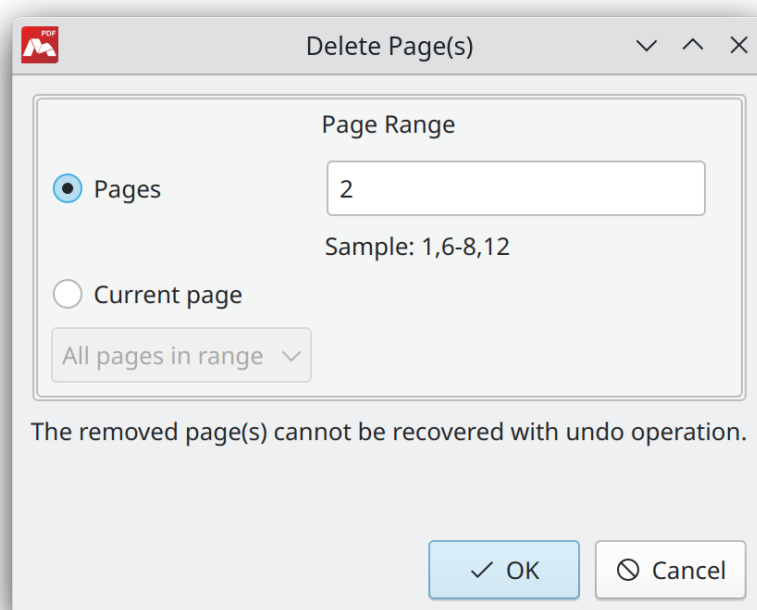 PDF
Delete Page(s)
Page Range
Pages
2
Sample: 1,6-8,12
Current page
All pages in range
The removed page(s) cannot be recovered with undo operation.
OK
Cancel